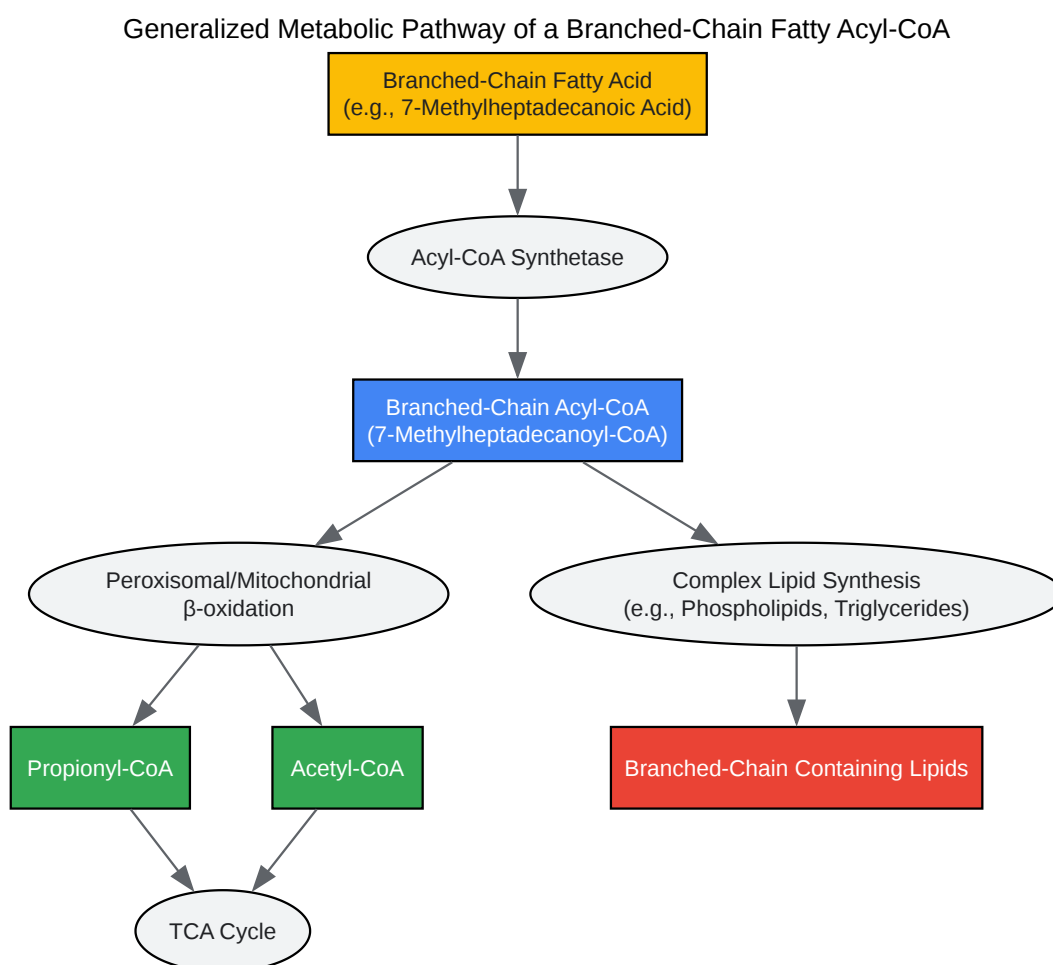 Generalized Metabolic Pathway of a Branched-Chain Fatty Acyl-CoA
Branched-Chain Fatty Acid
(e.g., 7-Methylheptadecanoic Acid)
Acyl-CoA Synthetase
Branched-Chain Acyl-CoA
(7-Methylheptadecanoyl-CoA)
Peroxisomal/Mitochondrial
β-oxidation
Complex Lipid Synthesis
(e.g., Phospholipids, Triglycerides)
Propionyl-CoA
Acetyl-CoA
Branched-Chain Containing Lipids
TCA Cycle